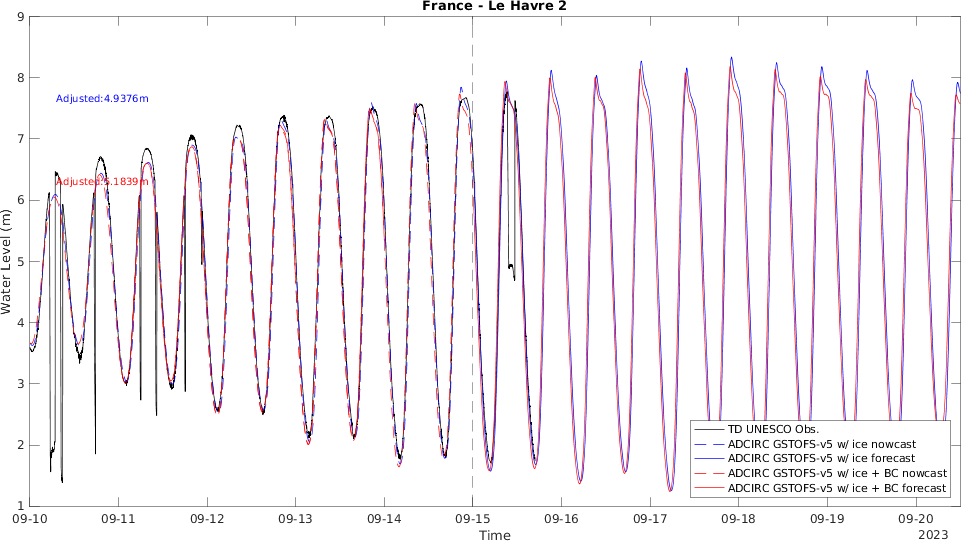 France - Le Havre 2
9
8
7
6
5
4
3
2
1
Water Level (m)
Adjusted:4.9376m
Adjusted:5.1839m
TD UNESCO Obs.
ADCIRC GSTOFS-v5 w/ ice nowcast
ADCIRC GSTOFS-v5 w/ ice forecast
ADCIRC GSTOFS-v5 w/ ice + BC nowcast
ADCIRC GSTOFS-v5 w/ ice + BC forecast
09-10 09-11 09-12 09-13 09-14 09-15 09-16 09-17 09-18 09-19 09-20
Time
2023